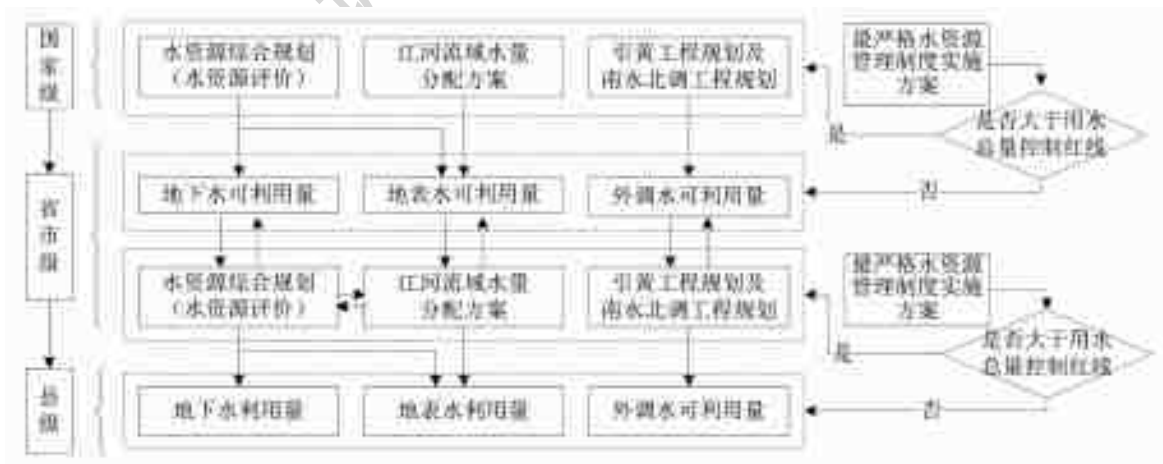 国家级
水资源综合规划
（水资源评价）
江河流域水量
分配方案
引黄工程规划及
南水北调工程规划
最严格水资源
管理制度实施
方案
是否大于用水
总量控制红线
是
否
省市级
地下水可利用量
地表水可利用量
外调水可利用量
水资源综合规划
（水资源评价）
江河流域水量
分配方案
引黄工程规划及
南水北调工程规划
最严格水资源
管理制度实施
方案
是否大于用水
总量控制红线
是
否
县级
地下水利用量
地表水利用量
外调水可利用量